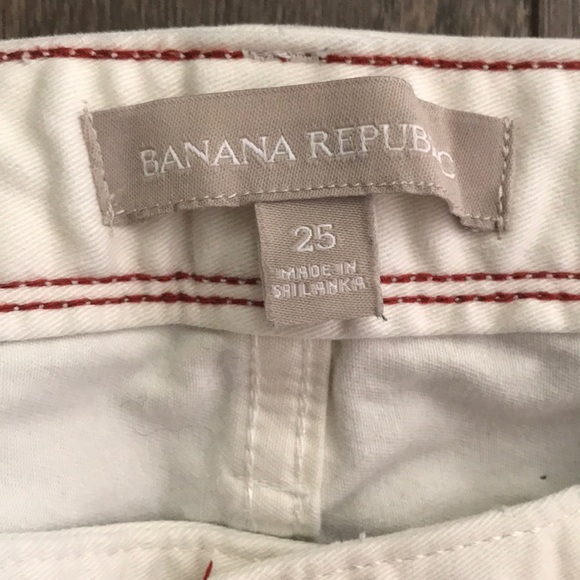 BANANA REPUBLIC
25
MADE IN
SRI LANKA